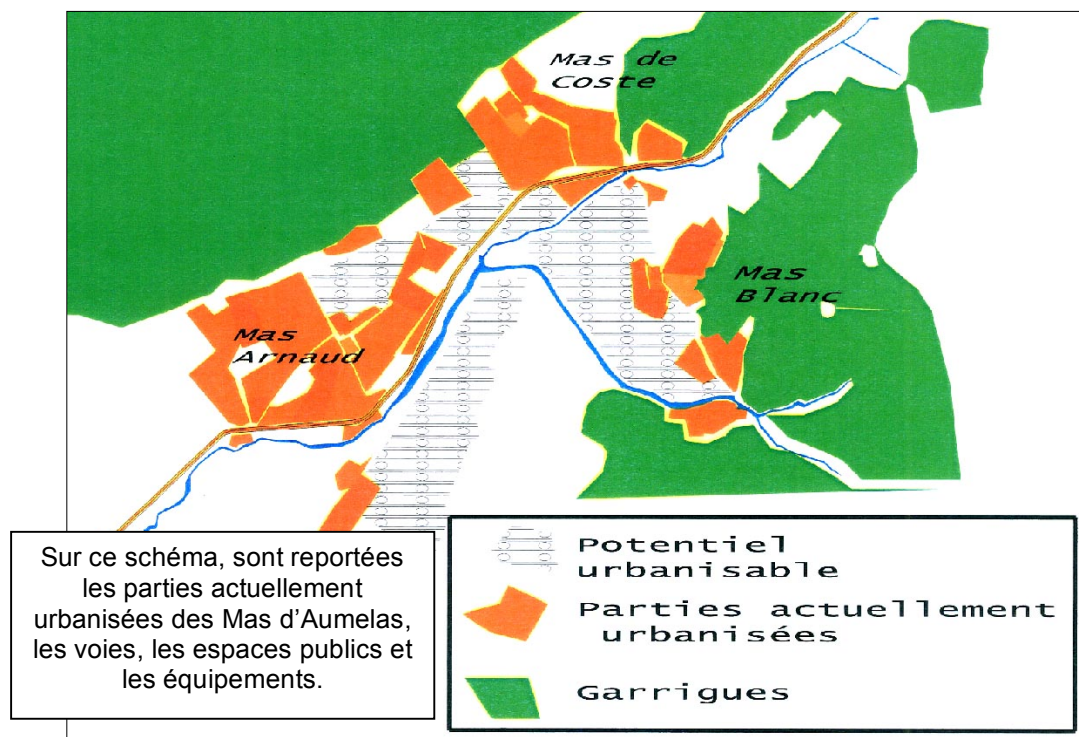 Mas de
Coste
Mas
Blanc
Mas
Arnaud
Sur ce schéma, sont reportées
les parties actuellement
urbanisées des Mas d'Aumelas,
les voies, les espaces publics et
les équipements.
Potentiel
urbanisable
Parties actuellement
urbanisées
Garrigues